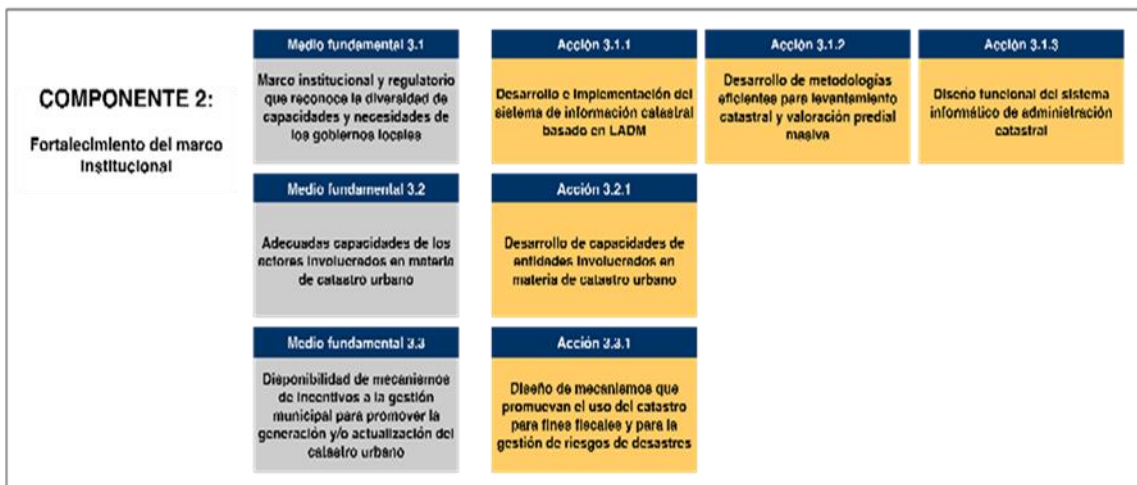 COMPONENTE 2:
Fortalecimiento del marco
institucional
Medio fundamental 3.1
Marco institucional y regulatorio
que reconoce la diversidad de
capacidades y necesidades de
los gobiernos locales
Acción 3.1.1
Desarrollo e implementación del
sistema de información catastral
basado en LADM
Acción 3.1.2
Desarrollo de metodologías
eficientes para levantamiento
catastral y valoración predial
masiva
Acción 3.1.3
Diseño funcional del sistema
informático de administración
catastral
Medio fundamental 3.2
Adecuadas capacidades de los
actores involucrados en materia
de catastro urbano
Acción 3.2.1
Desarrollo de capacidades de
entidades involucrados en
materia de catastro urbano
Medio fundamental 3.3
Disponibilidad de mecanismos
de incentivos a la gestión
municipal para promover la
generación y/o actualización del
catastro urbano
Acción 3.3.1
Diseño de mecanismos que
promuevan el uso del catastro
para fines fiscales y para la
gestión de riesgos de desastres